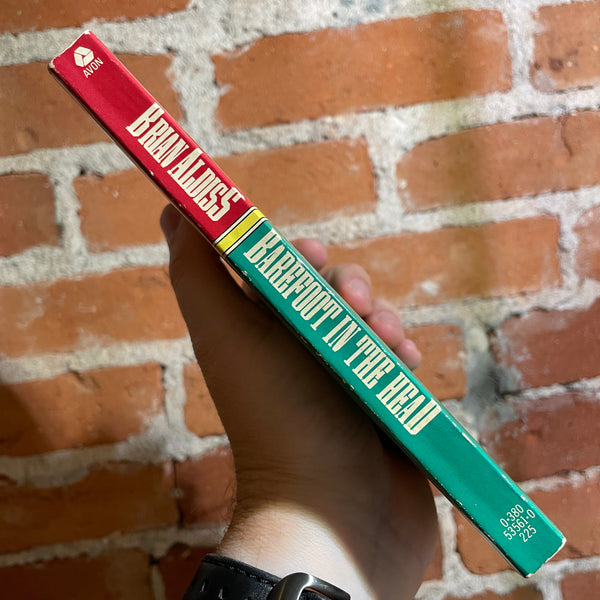 AVON
BRIAN ALDISS
BAREFOOT IN THE HEAD
0-380
53561-0
225